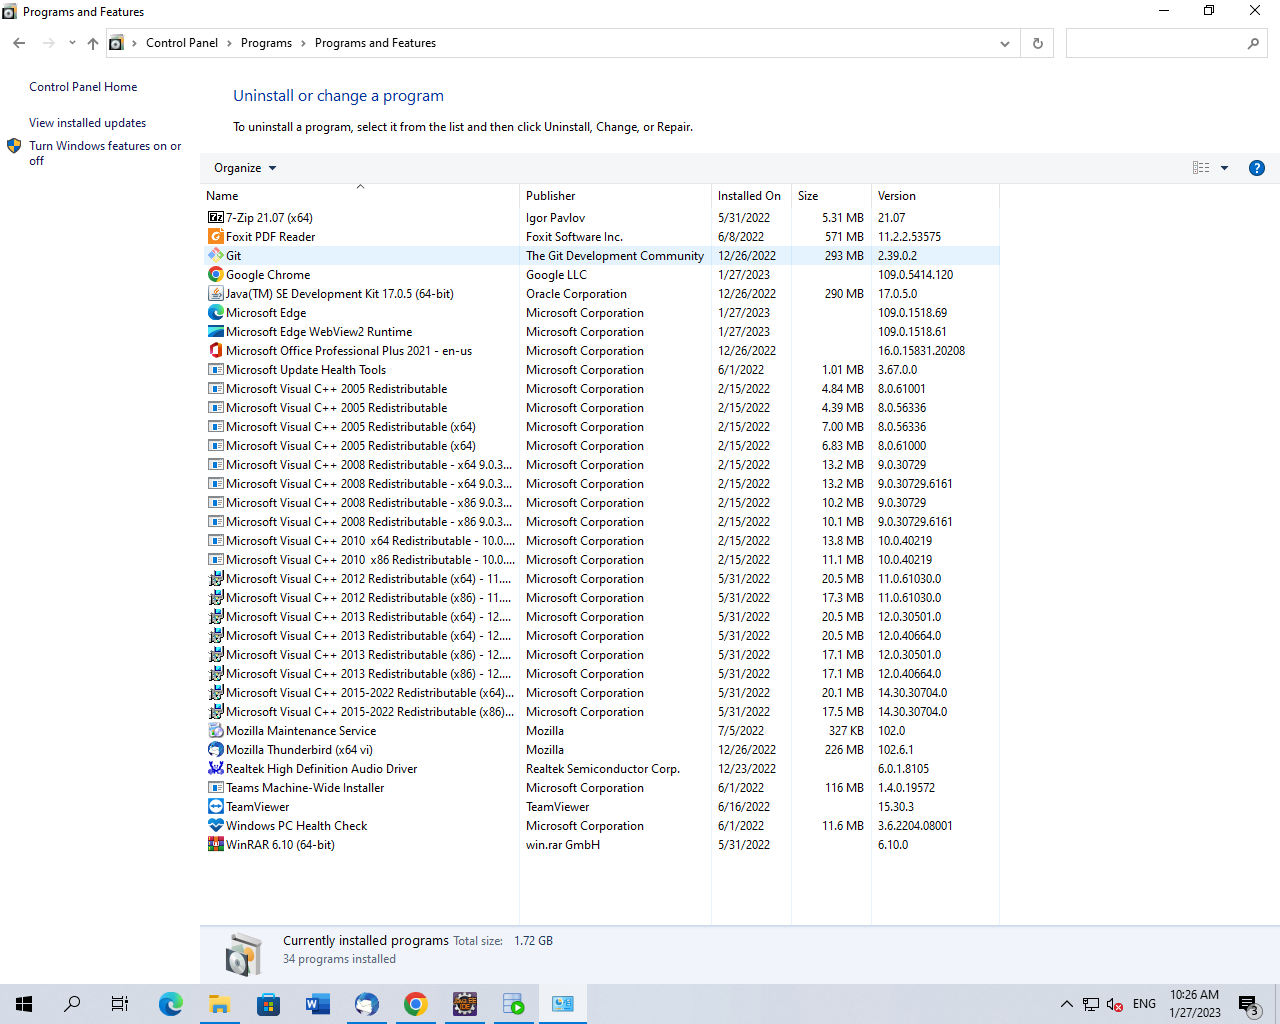 Programs and Features
Control Panel
Programs
Programs and Features
Control Panel Home
View installed updates
Turn Windows features on or
off
Uninstall or change a program
To uninstall a program, select it from the list and then click Uninstall, Change, or Repair.
Organize
Name Publisher Installed On Size Version
7-Zip 21.07 (x64) Igor Pavlov 5/31/2022 5.31 MB 21.07
Foxit PDF Reader Foxit Software Inc. 6/8/2022 571 MB 11.2.2.53575
Git The Git Development Community 12/26/2022 293 MB 2.39.0.2
Google Chrome Google LLC 1/27/2023 109.0.5414.120
Java(TM) SE Development Kit 17.0.5 (64-bit) Oracle Corporation 12/26/2022 290 MB 17.0.5.0
Microsoft Edge Microsoft Corporation 1/27/2023 109.0.1518.69
Microsoft Edge WebView2 Runtime Microsoft Corporation 1/27/2023 109.0.1518.61
Microsoft Office Professional Plus 2021 - en-us Microsoft Corporation 12/26/2022 16.0.15831.20208
Microsoft Update Health Tools Microsoft Corporation 6/1/2022 1.01 MB 3.67.0.0
Microsoft Visual C++ 2005 Redistributable Microsoft Corporation 2/15/2022 4.84 MB 8.0.61001
Microsoft Visual C++ 2005 Redistributable Microsoft Corporation 2/15/2022 4.39 MB 8.0.56336
Microsoft Visual C++ 2005 Redistributable (x64) Microsoft Corporation 2/15/2022 7.00 MB 8.0.56336
Microsoft Visual C++ 2005 Redistributable (x64) Microsoft Corporation 2/15/2022 6.83 MB 8.0.61000
Microsoft Visual C++ 2008 Redistributable - x64 9.0.3... Microsoft Corporation 2/15/2022 13.2 MB 9.0.30729
Microsoft Visual C++ 2008 Redistributable - x64 9.0.3... Microsoft Corporation 2/15/2022 13.2 MB 9.0.30729.6161
Microsoft Visual C++ 2008 Redistributable - x86 9.0.3... Microsoft Corporation 2/15/2022 10.2 MB 9.0.30729
Microsoft Visual C++ 2008 Redistributable - x86 9.0.3... Microsoft Corporation 2/15/2022 10.1 MB 9.0.30729.6161
Microsoft Visual C++ 2010 x64 Redistributable - 10.0.... Microsoft Corporation 2/15/2022 13.8 MB 10.0.40219
Microsoft Visual C++ 2010 x86 Redistributable - 10.0.... Microsoft Corporation 2/15/2022 11.1 MB 10.0.40219
Microsoft Visual C++ 2012 Redistributable (x64) - 11.... Microsoft Corporation 5/31/2022 20.5 MB 11.0.61030.0
Microsoft Visual C++ 2012 Redistributable (x86) - 11.... Microsoft Corporation 5/31/2022 17.3 MB 11.0.61030.0
Microsoft Visual C++ 2013 Redistributable (x64) - 12.... Microsoft Corporation 5/31/2022 20.5 MB 12.0.30501.0
Microsoft Visual C++ 2013 Redistributable (x64) - 12.... Microsoft Corporation 5/31/2022 20.5 MB 12.0.40664.0
Microsoft Visual C++ 2013 Redistributable (x86) - 12.... Microsoft Corporation 5/31/2022 17.1 MB 12.0.30501.0
Microsoft Visual C++ 2013 Redistributable (x86) - 12.... Microsoft Corporation 5/31/2022 17.1 MB 12.0.40664.0
Microsoft Visual C++ 2015-2022 Redistributable (x64)... Microsoft Corporation 5/31/2022 20.1 MB 14.30.30704.0
Microsoft Visual C++ 2015-2022 Redistributable (x86)... Microsoft Corporation 5/31/2022 17.5 MB 14.30.30704.0
Mozilla Maintenance Service Mozilla 7/5/2022 327 KB 102.0
Mozilla Thunderbird (x64 vi) Mozilla 12/26/2022 226 MB 102.6.1
Realtek High Definition Audio Driver Realtek Semiconductor Corp. 12/23/2022 6.0.1.8105
Teams Machine-Wide Installer Microsoft Corporation 6/1/2022 116 MB 1.4.0.19572
TeamViewer TeamViewer 6/16/2022 15.30.3
Windows PC Health Check Microsoft Corporation 6/1/2022 11.6 MB 3.6.2204.08001
WinRAR 6.10 (64-bit) win.rar GmbH 5/31/2022 6.10.0
Currently installed programs Total size: 1.72 GB
34 programs installed
ENG
10:26 AM
1/27/2023
3